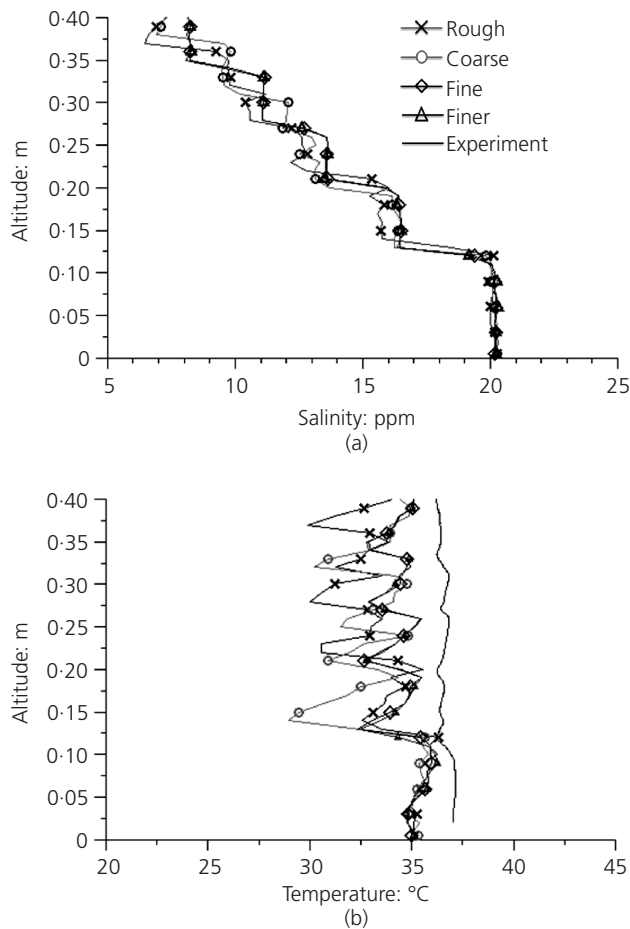 0·40
0·35
0·30
0·25
0·20
0·15
0·10
0·05
0
Altitude: m
5
10
15
20
25
Salinity: ppm
(a)
Rough
Coarse
Fine
Finer
Experiment
0·40
0·35
0·30
0·25
0·20
0·15
0·10
0·05
0
Altitude: m
20
25
30
35
40
45
Temperature: °C
(b)